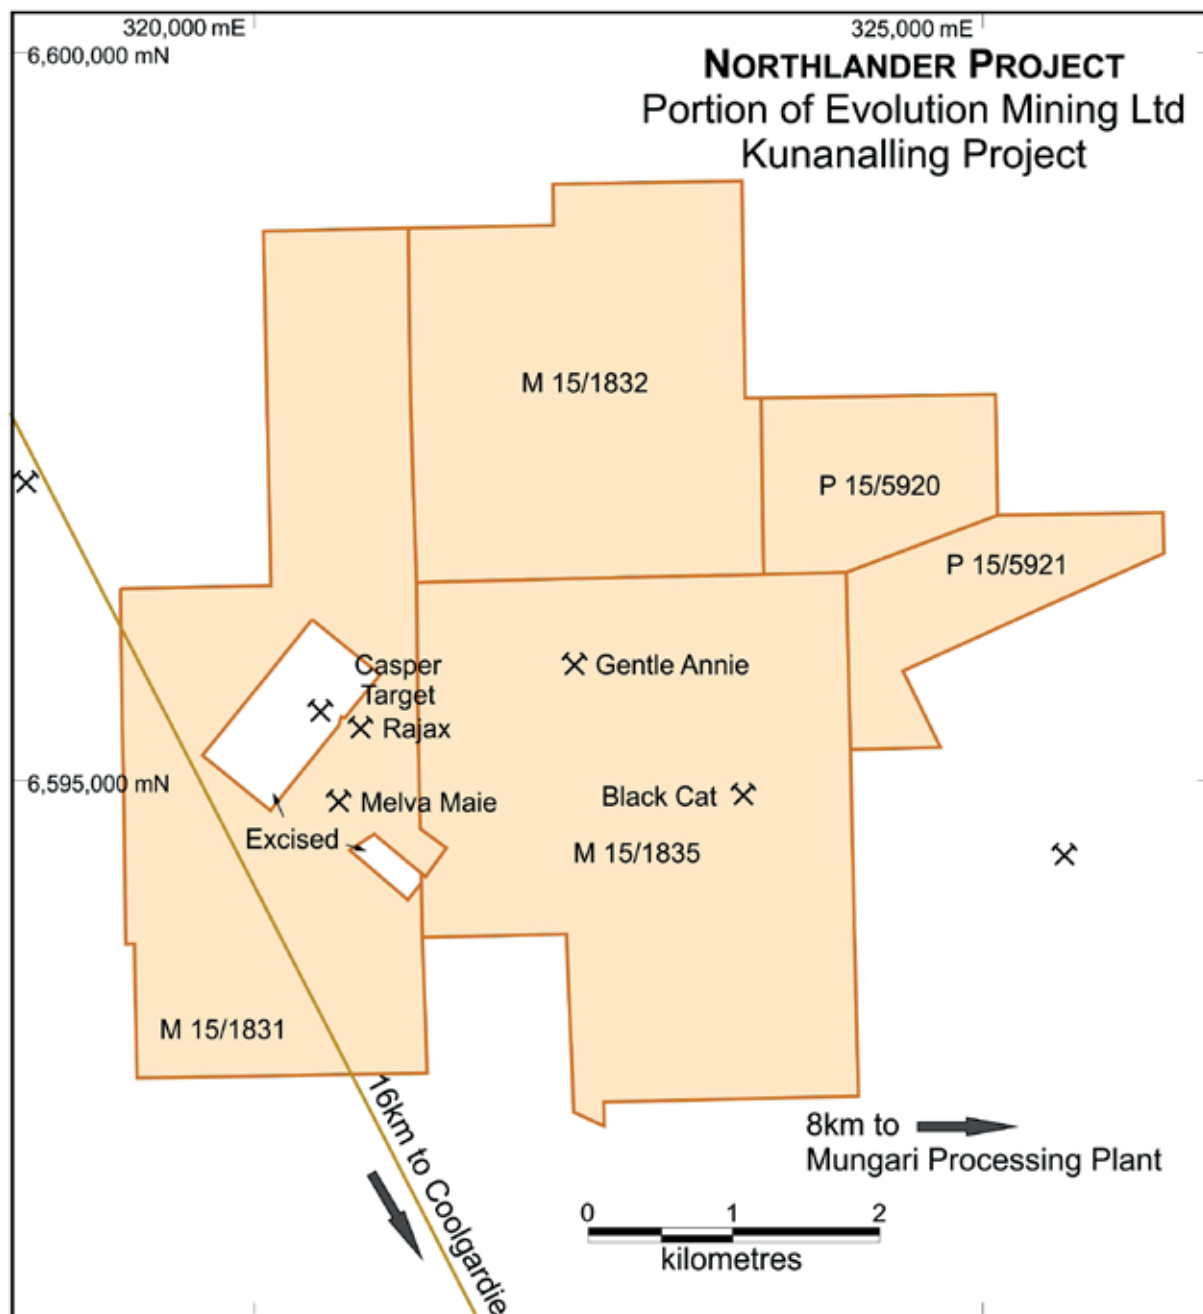 320,000 mE
325,000 mE
6,600,000 mN
NORTHLANDER PROJECT
Portion of Evolution Mining Ltd
Kunanalling Project
M 15/1832
P 15/5920
P 15/5921
Casper
Target
Gentle Annie
Rajax
6,595,000 mN
Melva Maie
Black Cat
Excised
M 15/1835
M 15/1831
16km to Coolgardie
8km to
Mungari Processing Plant
0 1 2
kilometres